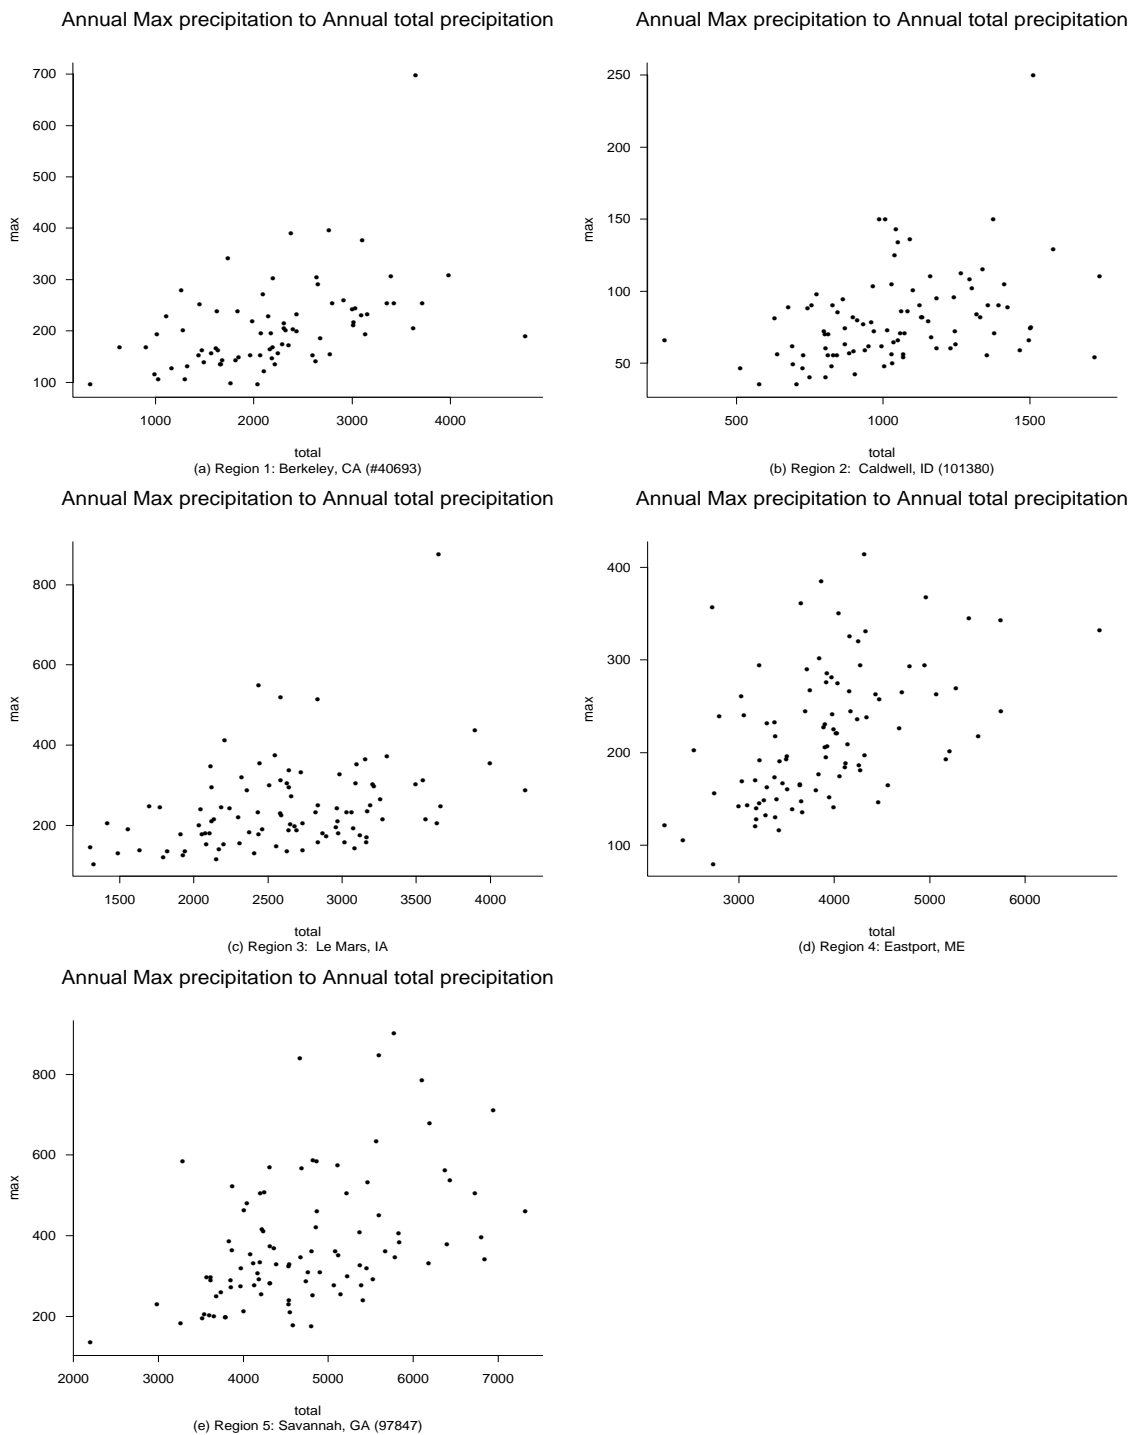 Annual Max precipitation to Annual total precipitation
Annual Max precipitation to Annual total precipitation
700
600
500
400
300
200
100
max
1000 2000 3000 4000
total
(a) Region 1: Berkeley, CA (#40693)
250
200
150
100
50
max
500 1000 1500
total
(b) Region 2: Caldwell, ID (101380)
Annual Max precipitation to Annual total precipitation
Annual Max precipitation to Annual total precipitation
800
600
400
200
max
1500 2000 2500 3000 3500 4000
total
(c) Region 3: Le Mars, IA
400
300
200
100
max
3000 4000 5000 6000
total
(d) Region 4: Eastport, ME
Annual Max precipitation to Annual total precipitation
800
600
400
200
max
2000 3000 4000 5000 6000 7000
total
(e) Region 5: Savannah, GA (97847)